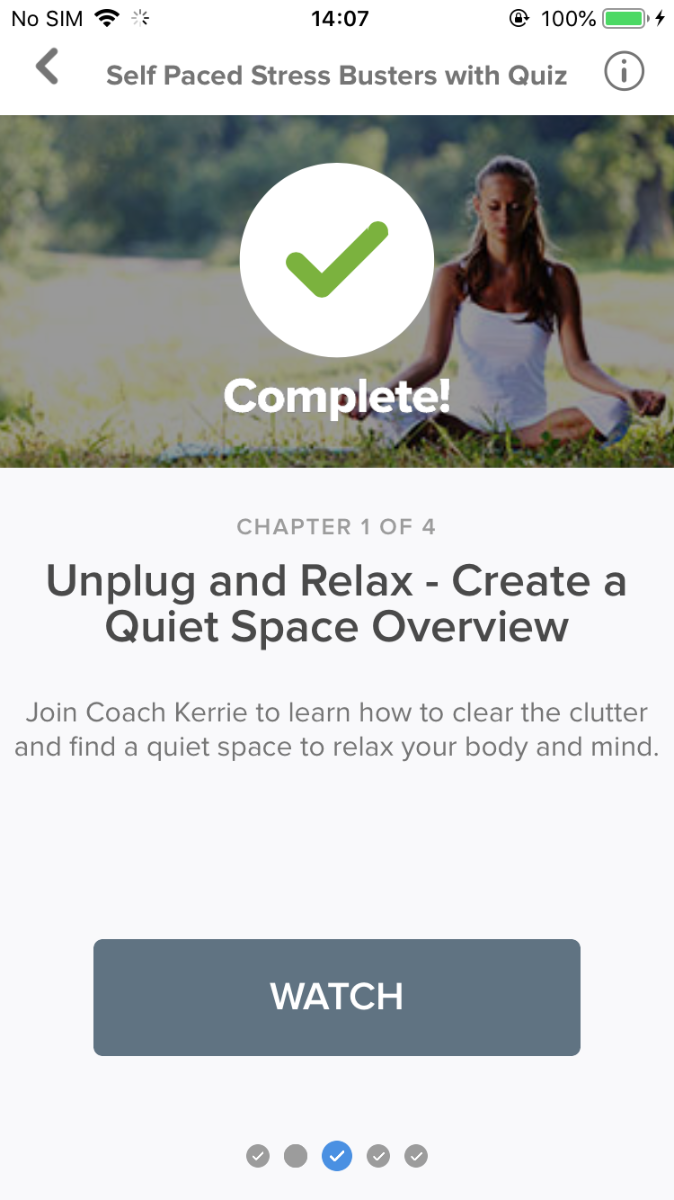 No SIM 14:07 100%
Self Paced Stress Busters with Quiz
Complete!
CHAPTER 1 OF 4
Unplug and Relax - Create a
Quiet Space Overview
Join Coach Kerrie to learn how to clear the clutter
and find a quiet space to relax your body and mind.
WATCH